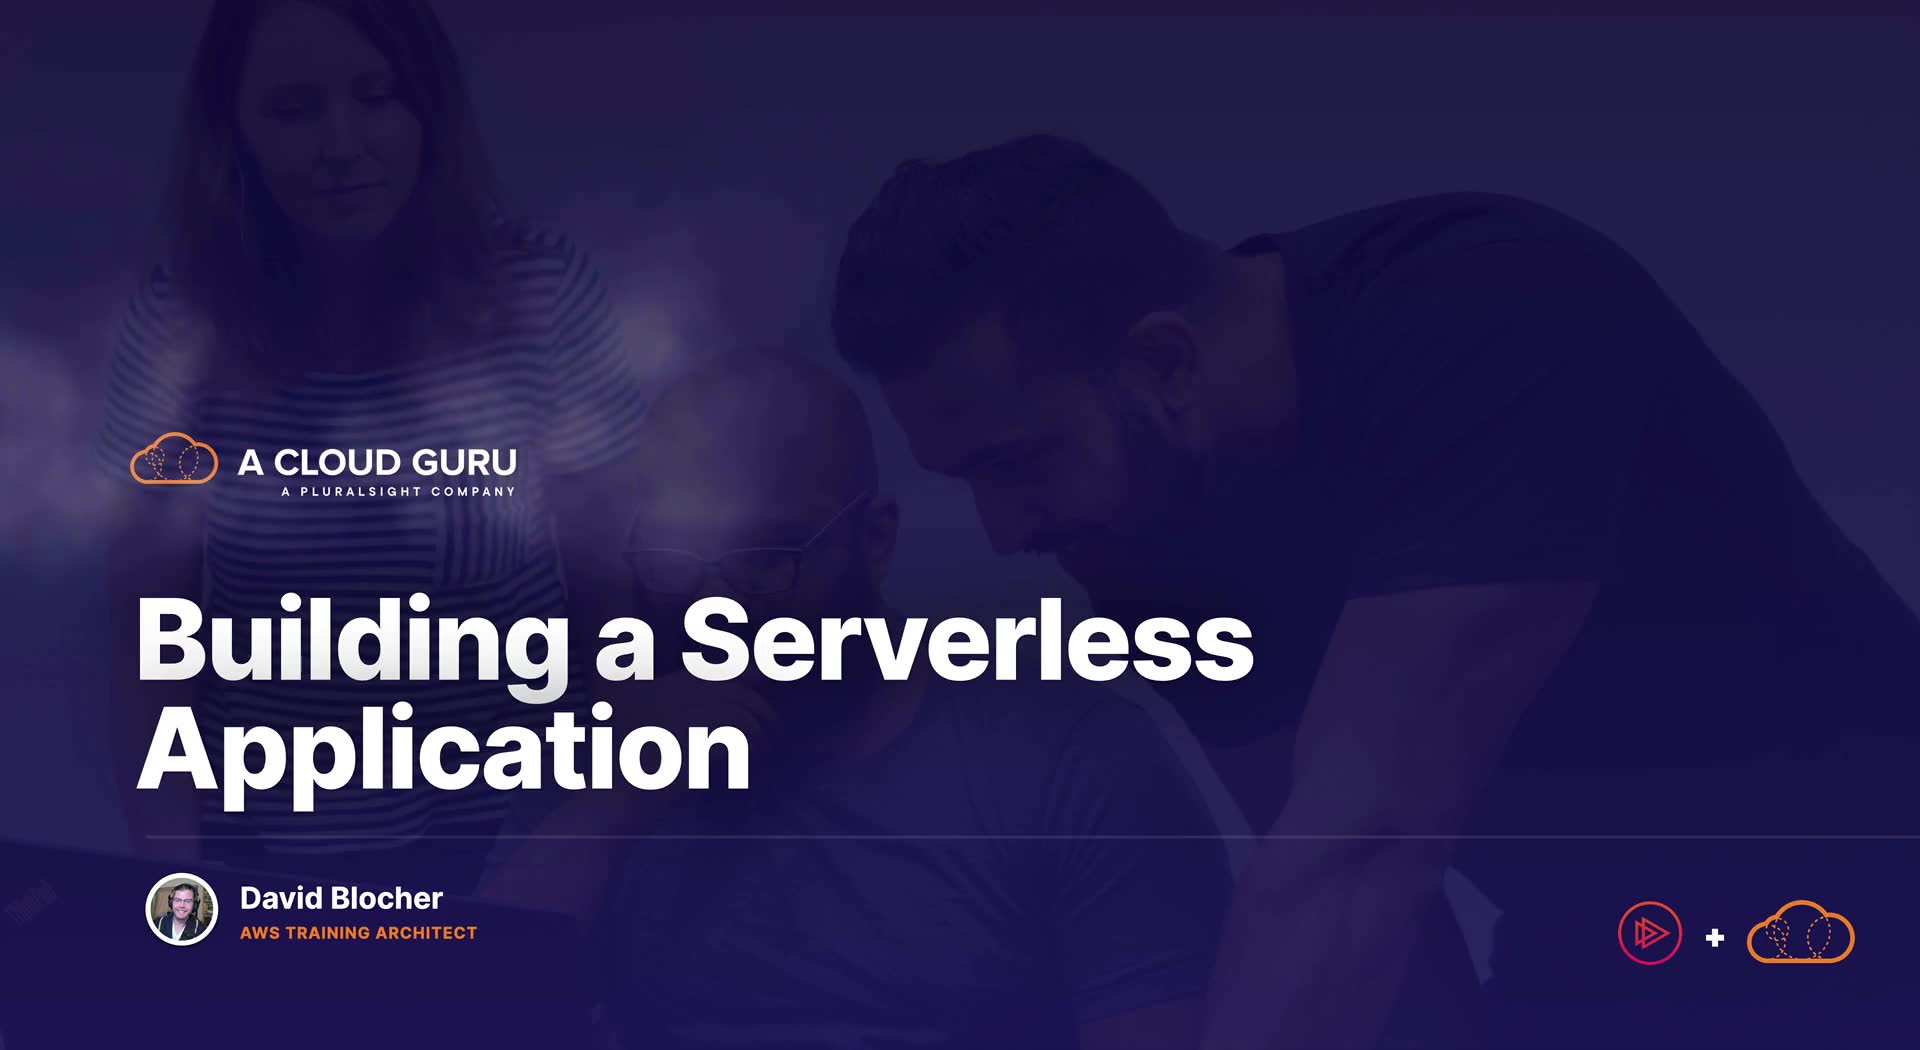 A CLOUD GURU
A PLURALSIGHT COMPANY
Building a Serverless
Application
David Blocher
AWS TRAINING ARCHITECT
+